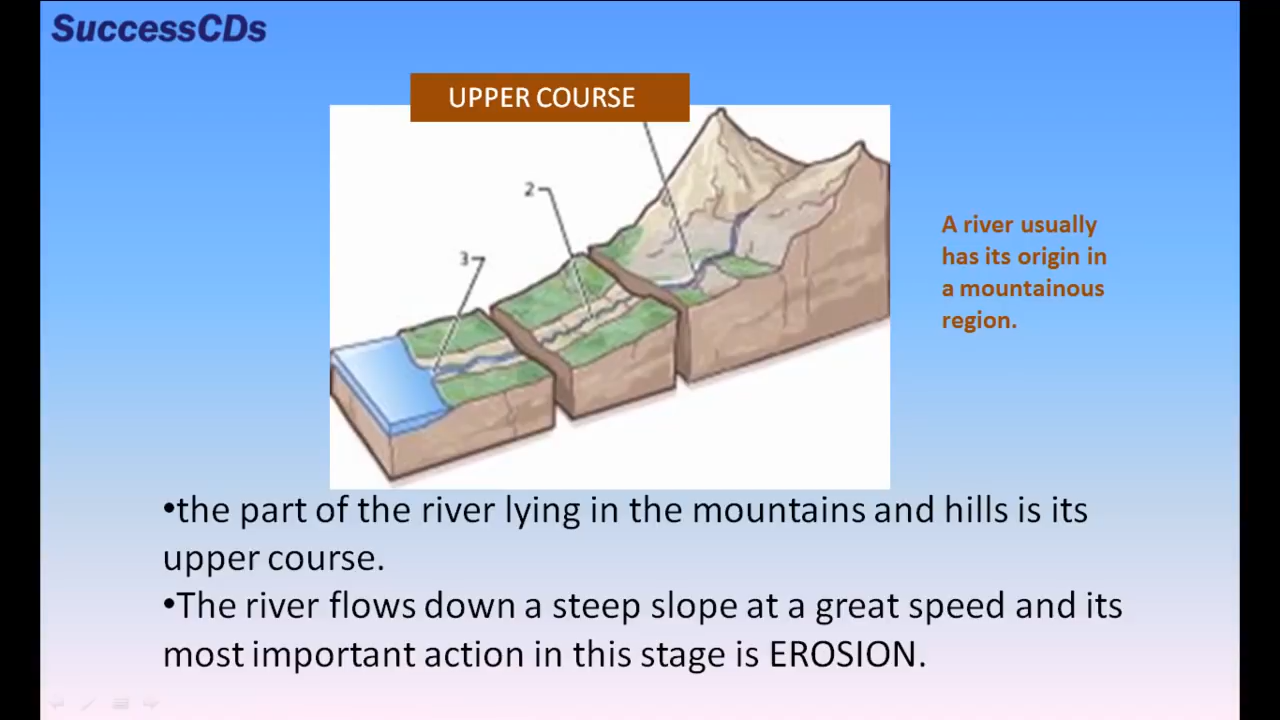 SuccessCDs
UPPER COURSE
2
3
A river usually
has its origin in
a mountainous
region.
•the part of the river lying in the mountains and hills is its
upper course.
•The river flows down a steep slope at a great speed and its
most important action in this stage is EROSION.